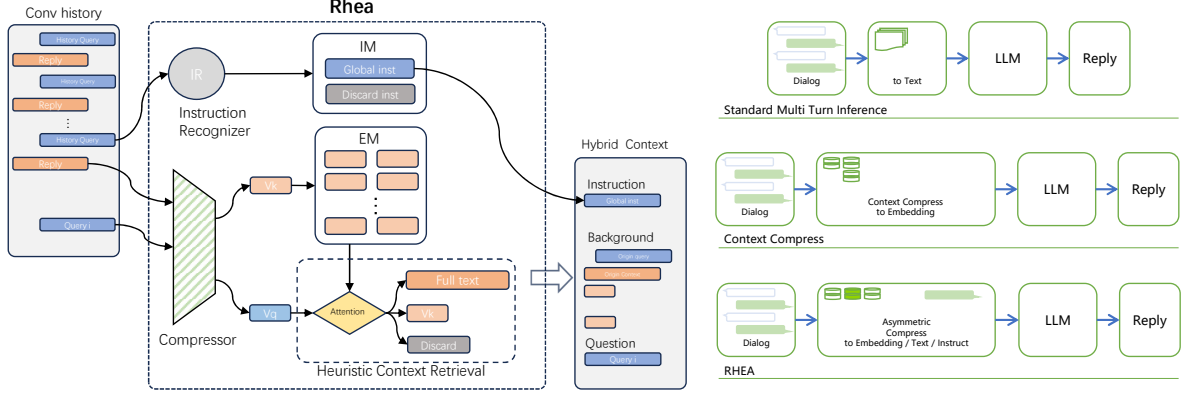 Conv history
History Query
Reply
History Query
Reply
⋮
History Query
Reply
Query i
Rhea
IR
Instruction
Recognizer
IM
Global inst
Discard inst
EM
Vk
⋮
Compressor
Vq
Attention
Full text
Vk
Discard
Heuristic Context Retrieval
Hybrid Context
Instruction
Global inst
Background
Origin query
Origin Context
Question
Query i
Dialog
to Text
LLM
Reply
Standard Multi Turn Inference
Dialog
Context Compress
to Embedding
LLM
Reply
Context Compress
Dialog
Asymmetric
Compress
to Embedding / Text / Instruct
LLM
Reply
RHEA